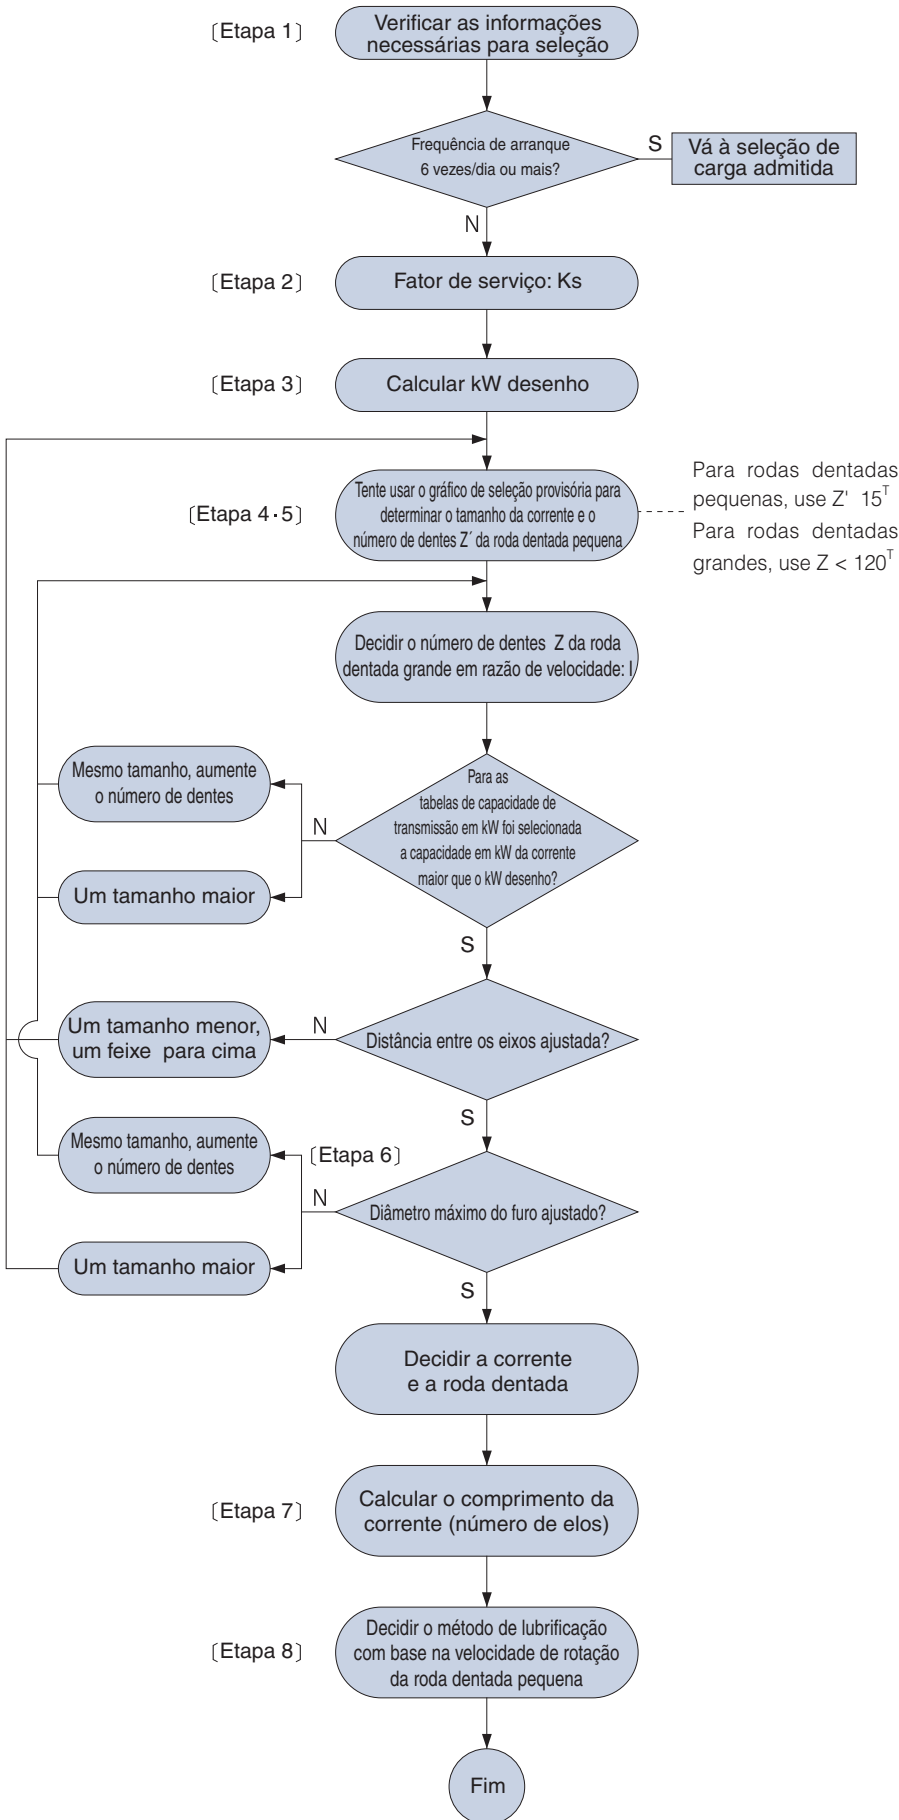 〔Etapa 1〕
Verificar as informações
necessárias para seleção
Frequência de arranque
6 vezes/dia ou mais?
S
Vá à seleção de
carga admitida
N
〔Etapa 2〕
Fator de serviço: Ks
〔Etapa 3〕
Calcular kW desenho
〔Etapa 4·5〕
Tente usar o gráfico de seleção provisória para
determinar o tamanho da corrente e o
número de dentes Z´ da roda dentada pequena
Para rodas dentadas
pequenas, use Z' 15ᵀ
Para rodas dentadas
grandes, use Z < 120ᵀ
Decidir o número de dentes Z da roda
dentada grande em razão de velocidade: I
Mesmo tamanho, aumente
o número de dentes
Um tamanho maior
N
Para as
tabelas de capacidade de
transmissão em kW foi selecionada
a capacidade em kW da corrente
maior que o kW desenho?
S
Um tamanho menor,
um feixe para cima
N
Distância entre os eixos ajustada?
S
Mesmo tamanho, aumente
o número de dentes
〔Etapa 6〕
N
Diâmetro máximo do furo ajustado?
Um tamanho maior
S
Decidir a corrente
e a roda dentada
〔Etapa 7〕
Calcular o comprimento da
corrente (número de elos)
〔Etapa 8〕
Decidir o método de lubrificação
com base na velocidade de rotação
da roda dentada pequena
Fim